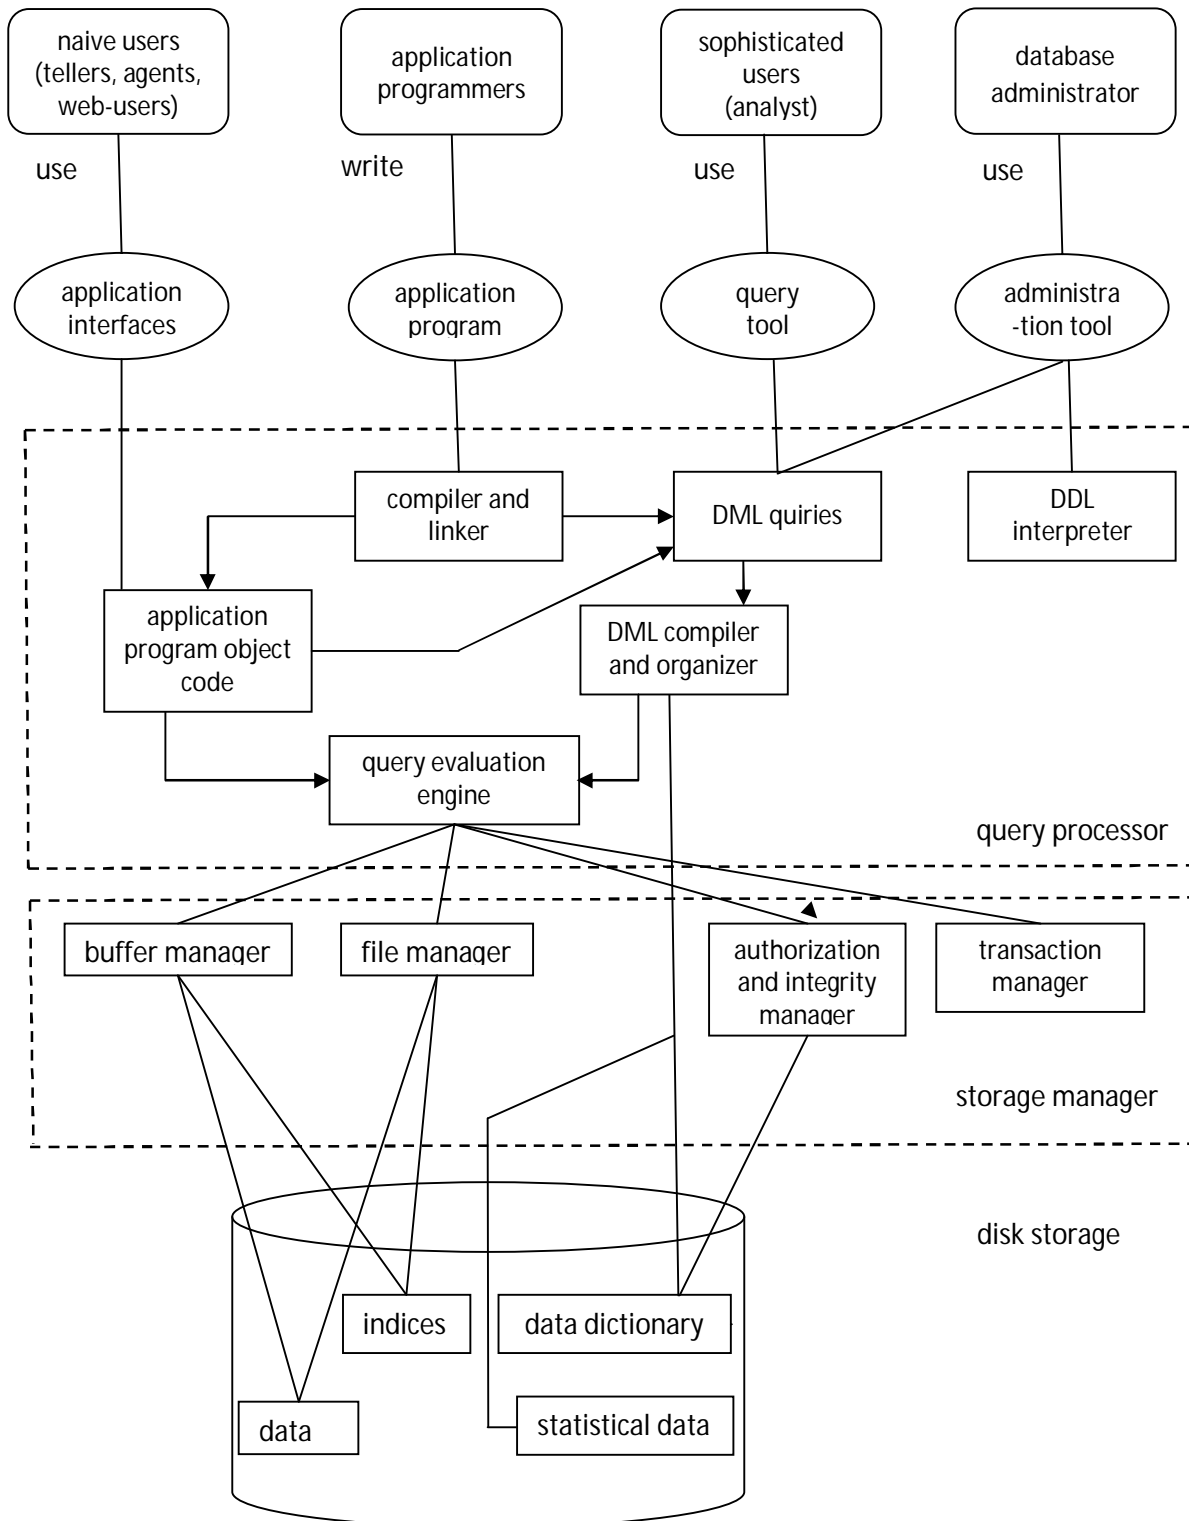 naive users
(tellers, agents,
web-users)
application
programmers
sophisticated
users
(analyst)
database
administrator
use
write
use
use
application
interfaces
application
program
query
tool
administra
-tion tool
compiler and
linker
DML quiries
DDL
interpreter
application
program object
code
DML compiler
and organizer
query evaluation
engine
query processor
buffer manager
file manager
authorization
and integrity
manager
transaction
manager
storage manager
disk storage
indices
data dictionary
data
statistical data